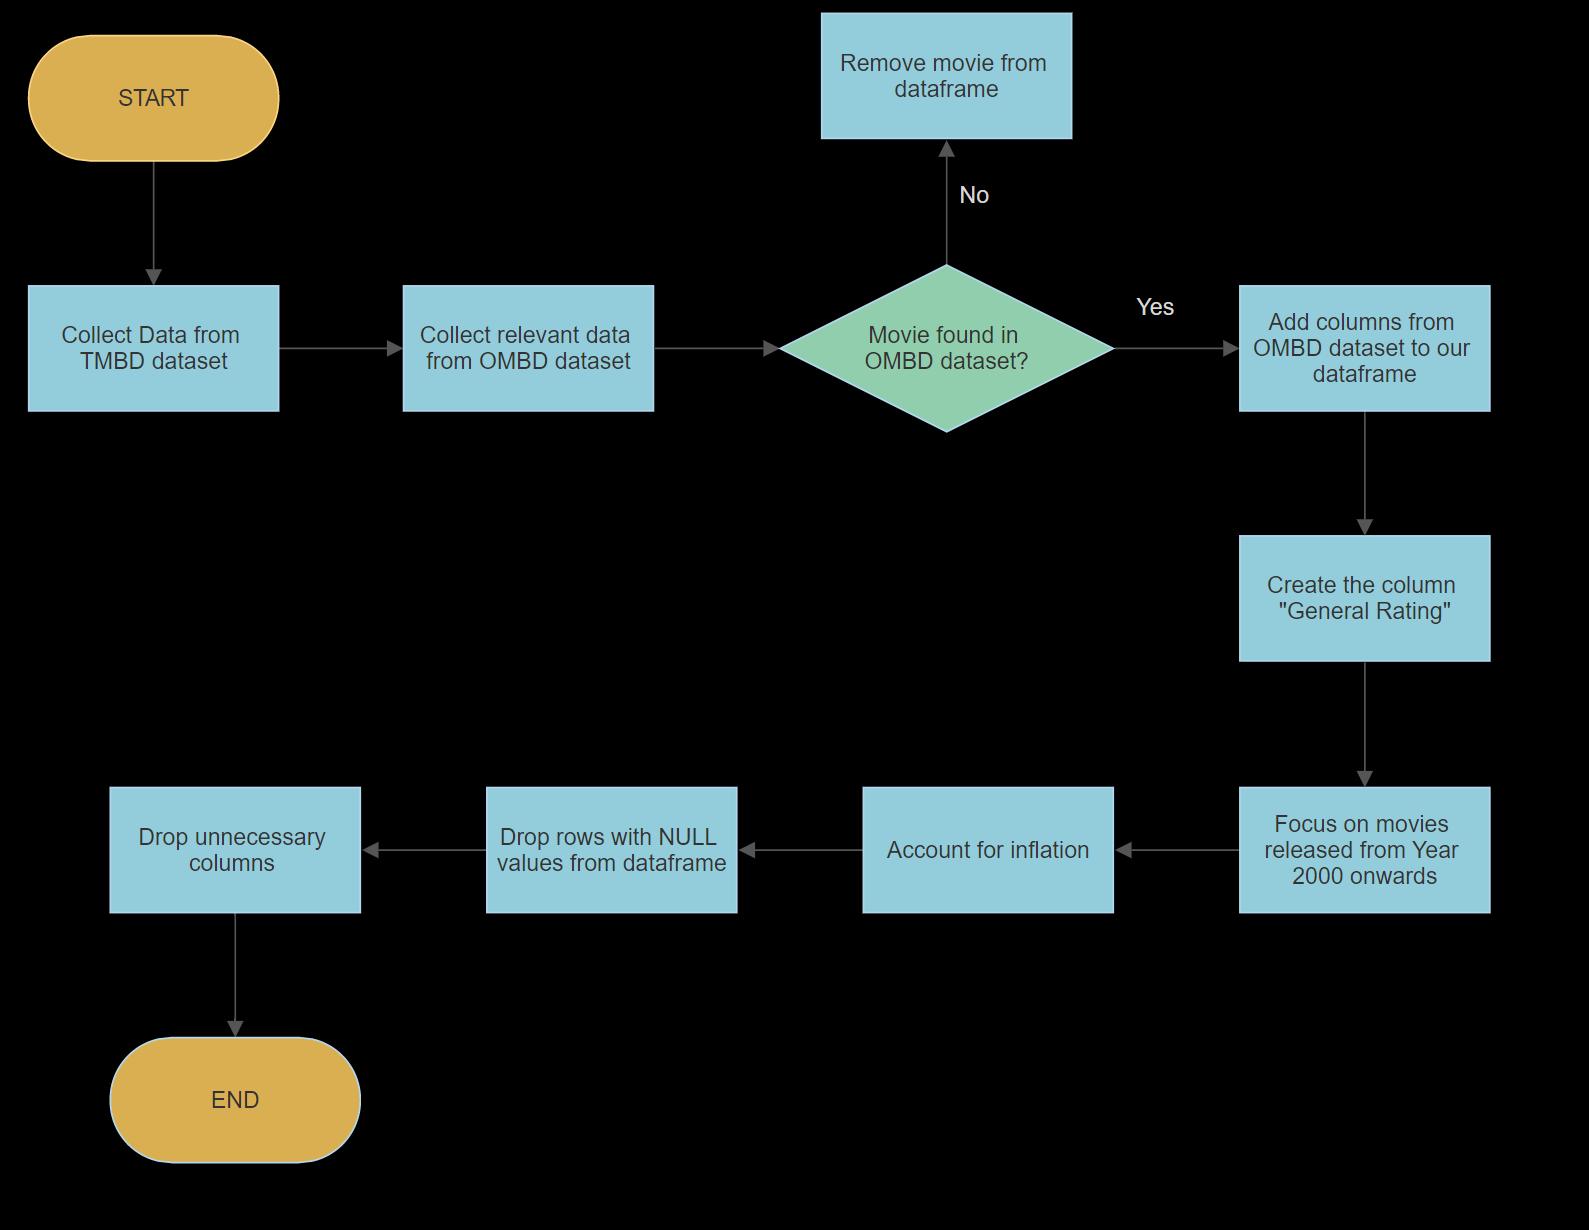 START
Collect Data from
TMBD dataset
Collect relevant data
from OMBD dataset
Movie found in
OMBD dataset?
No
Remove movie from
dataframe
Yes
Add columns from
OMBD dataset to our
dataframe
Create the column
"General Rating"
Focus on movies
released from Year
2000 onwards
Account for inflation
Drop rows with NULL
values from dataframe
Drop unnecessary
columns
END